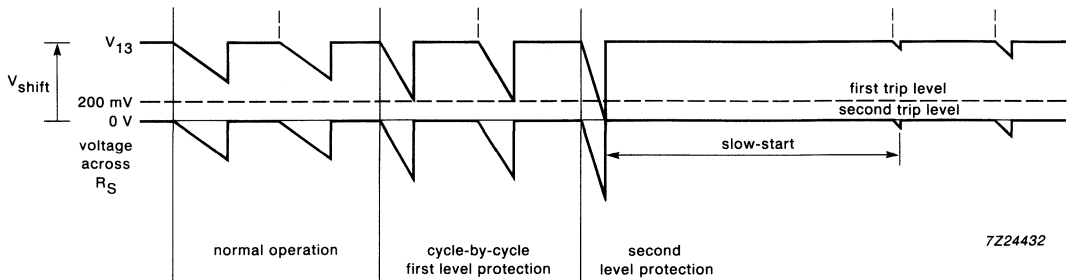 V13
Vshift
200 mV
first trip level
second trip level
0 V
voltage
across
RS
slow-start
normal operation
cycle-by-cycle
first level protection
second
level protection
7Z24432